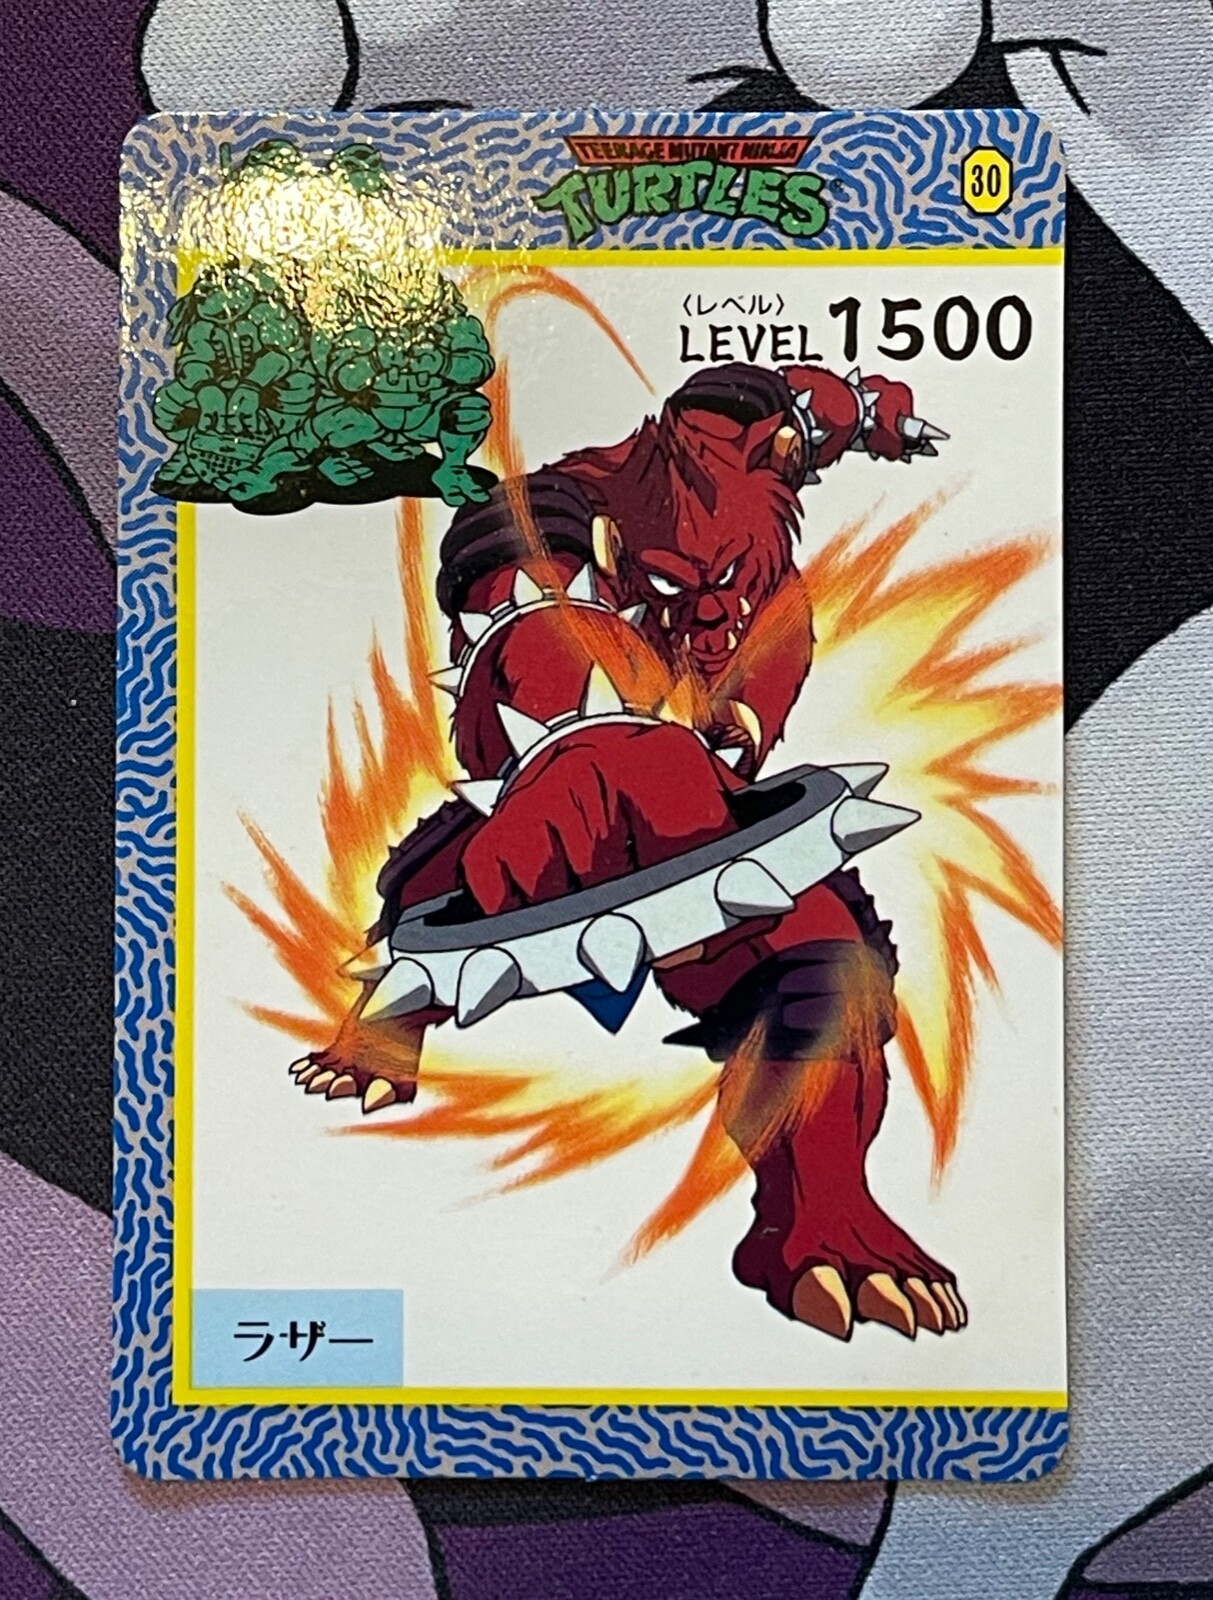 TEENAGE MUTANT NINJA
TURTLES®
30
〈レベル〉
LEVEL 1500
ラザー